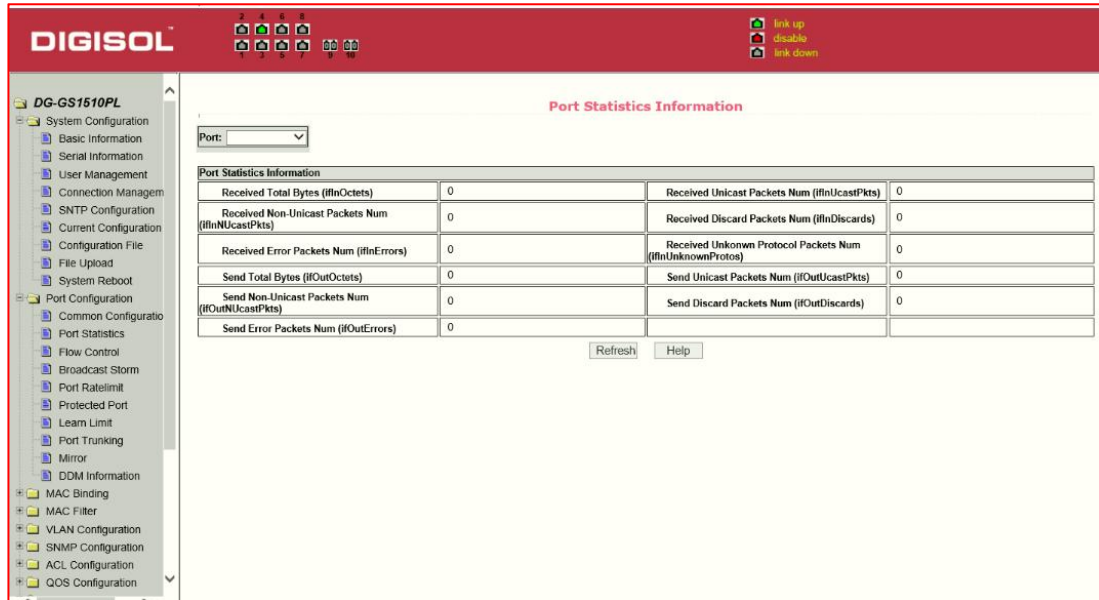 DIGISOL™
2 4 6 8
1 3 5 7 9 10
link up
disable
link down
DG-GS1510PL
System Configuration
Basic Information
Serial Information
User Management
Connection Managem
SNTP Configuration
Current Configuration
Configuration File
File Upload
System Reboot
Port Configuration
Common Configuratio
Port Statistics
Flow Control
Broadcast Storm
Port Ratelimit
Protected Port
Learn Limit
Port Trunking
Mirror
DDM Information
MAC Binding
MAC Filter
VLAN Configuration
SNMP Configuration
ACL Configuration
QOS Configuration
Port Statistics Information
Port:
Port Statistics Information
Received Total Bytes (ifInOctets) 0 Received Unicast Packets Num (ifInUcastPkts) 0
Received Non-Unicast Packets Num
(ifInNUcastPkts) 0 Received Discard Packets Num (ifInDiscards) 0
Received Error Packets Num (ifInErrors) 0 Received Unkonwn Protocol Packets Num
(ifInUnknownProtos) 0
Send Total Bytes (ifOutOctets) 0 Send Unicast Packets Num (ifOutUcastPkts) 0
Send Non-Unicast Packets Num
(ifOutNUcastPkts) 0 Send Discard Packets Num (ifOutDiscards) 0
Send Error Packets Num (ifOutErrors) 0
Refresh Help